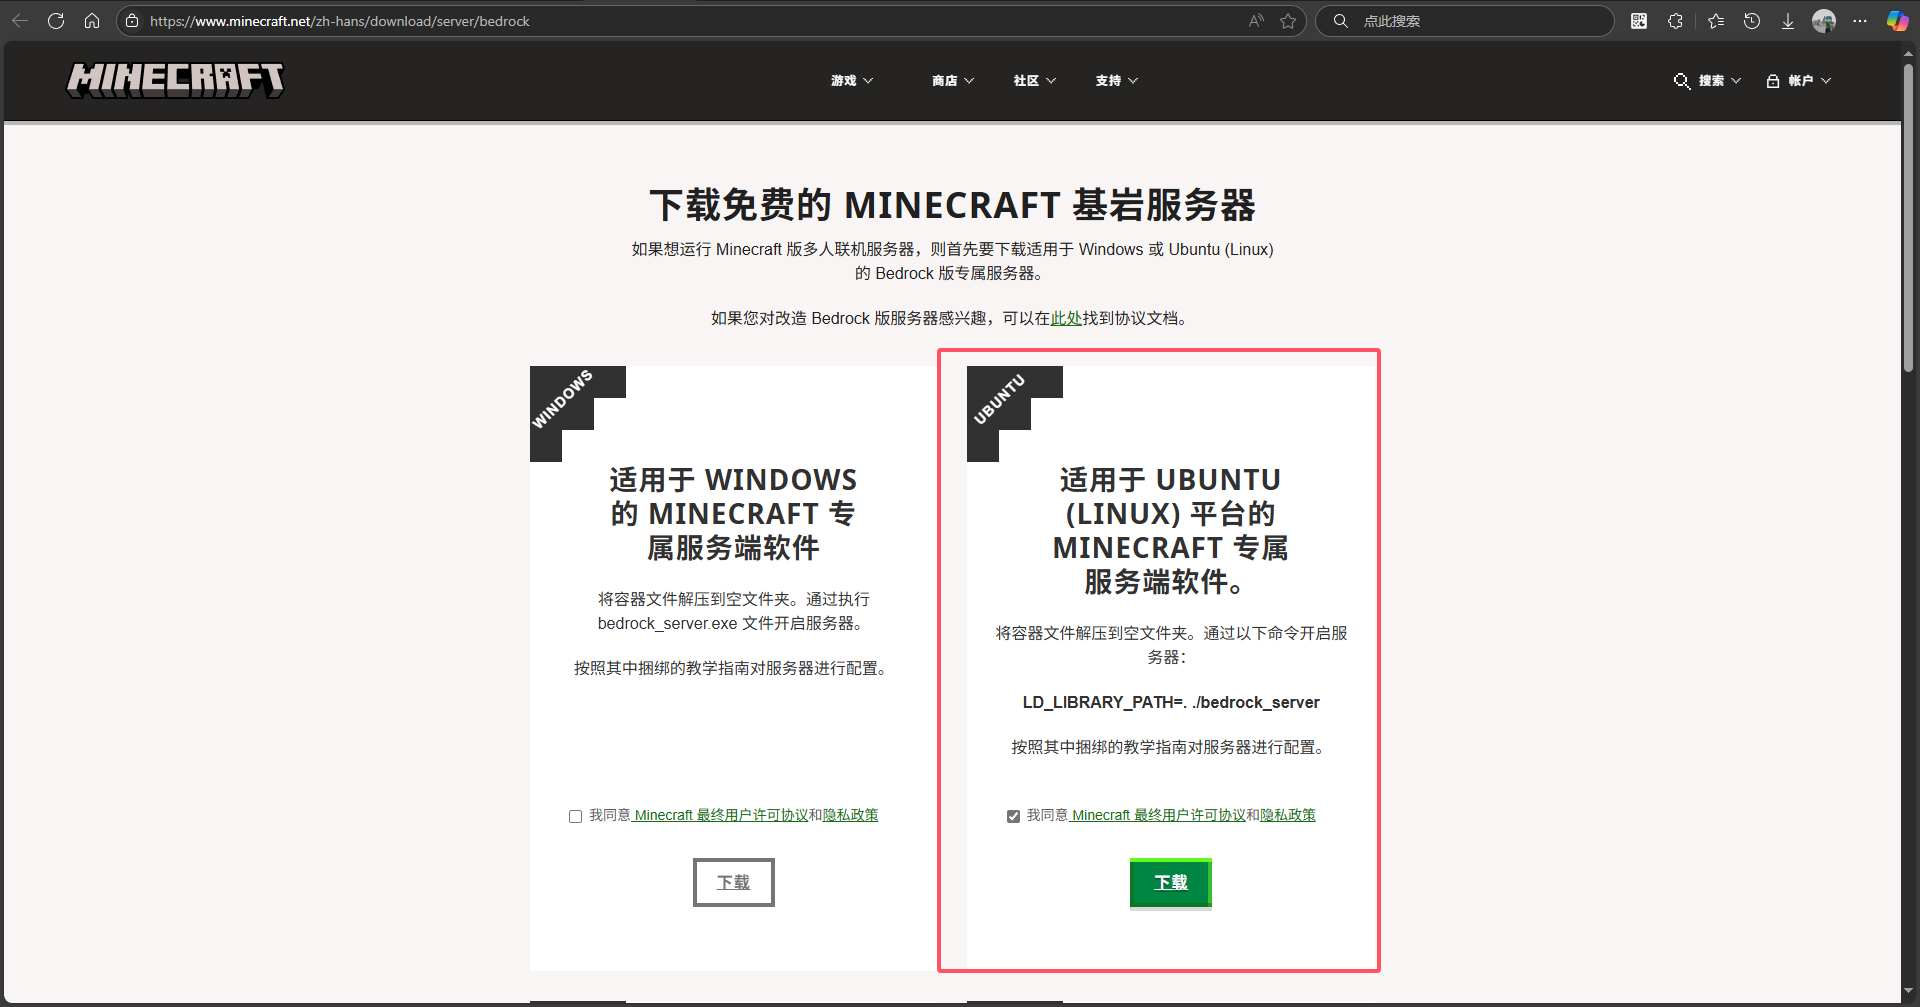 https://www.minecraft.net/zh-hans/download/server/bedrock
点此搜索
MINECRAFT
游戏
商店
社区
支持
搜索
帐户
下载免费的 MINECRAFT 基岩服务器
如果想运行 Minecraft 版多人联机服务器，则首先要下载适用于 Windows 或 Ubuntu (Linux)
的 Bedrock 版专属服务器。
如果您对改造 Bedrock 版服务器感兴趣，可以在此处找到协议文档。
WINDOWS
适用于 WINDOWS
的 MINECRAFT 专
属服务端软件
将容器文件解压到空文件夹。通过执行
bedrock_server.exe 文件开启服务器。
按照其中捆绑的教学指南对服务器进行配置。
我同意 Minecraft 最终用户许可协议和隐私政策
下载
UBUNTU
适用于 UBUNTU
(LINUX) 平台的
MINECRAFT 专属
服务端软件。
将容器文件解压到空文件夹。通过以下命令开启服
务器：
LD_LIBRARY_PATH=. ./bedrock_server
按照其中捆绑的教学指南对服务器进行配置。
我同意 Minecraft 最终用户许可协议和隐私政策
下载